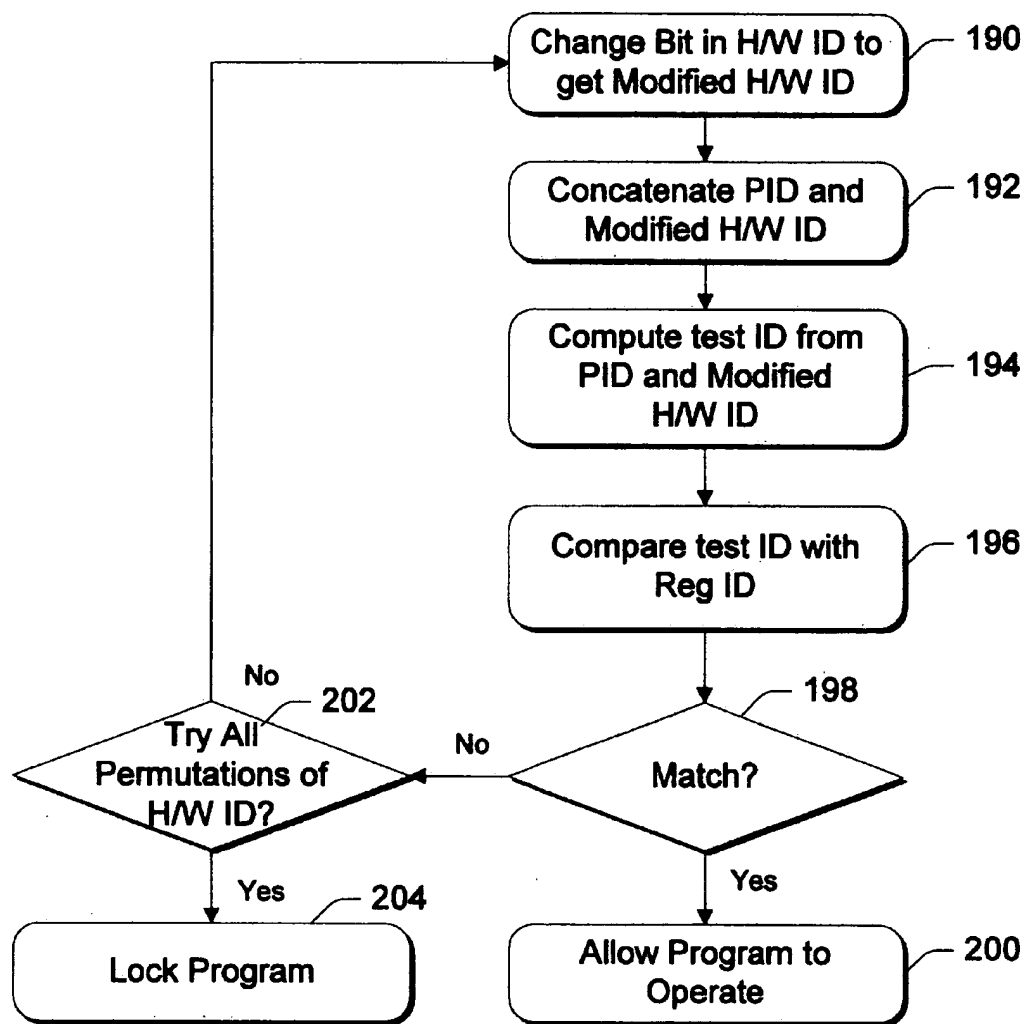 Change Bit in H/W ID to
get Modified H/W ID
190
Concatenate PID and
Modified H/W ID
192
Compute test ID from
PID and Modified
H/W ID
194
Compare test ID with
Reg ID
196
Match?
198
No
Yes
Try All
Permutations of
H/W ID?
202
No
Yes
Lock Program
204
Allow Program to
Operate
200